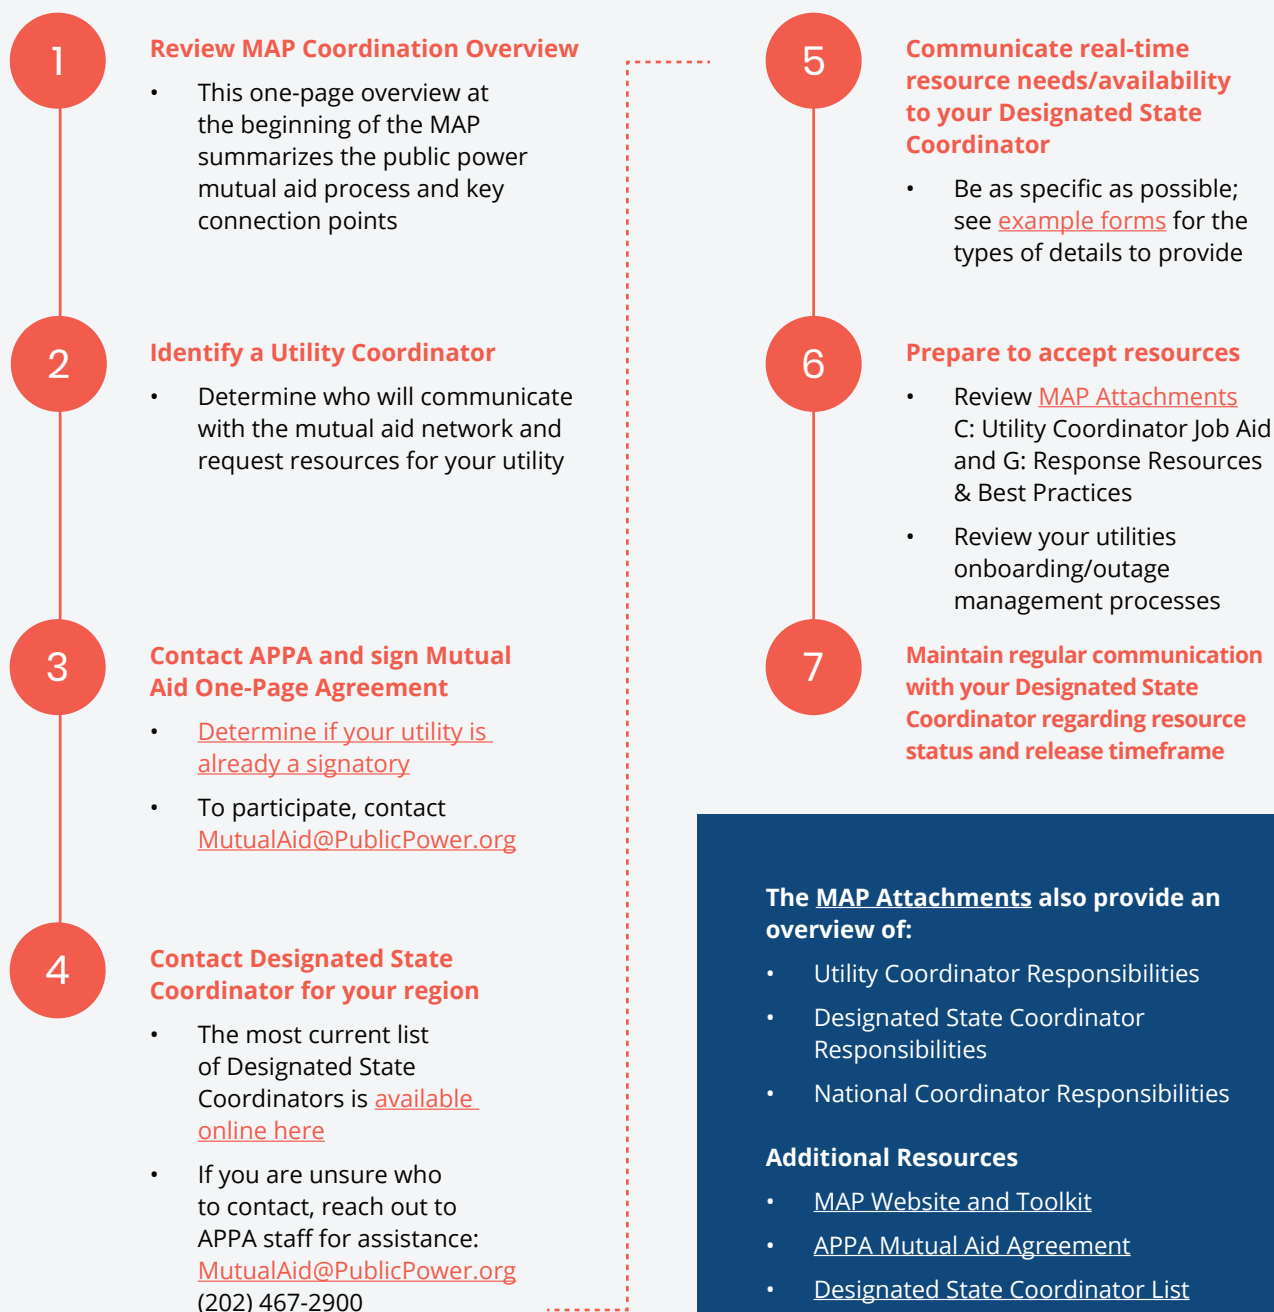 1
Review MAP Coordination Overview
• This one-page overview at
the beginning of the MAP
summarizes the public power
mutual aid process and key
connection points
2
Identify a Utility Coordinator
• Determine who will communicate
with the mutual aid network and
request resources for your utility
3
Contact APPA and sign Mutual
Aid One-Page Agreement
• Determine if your utility is
already a signatory
• To participate, contact
MutualAid@PublicPower.org
4
Contact Designated State
Coordinator for your region
• The most current list
of Designated State
Coordinators is available
online here
• If you are unsure who
to contact, reach out to
APPA staff for assistance:
MutualAid@PublicPower.org
(202) 467-2900
5
Communicate real-time
resource needs/availability
to your Designated State
Coordinator
• Be as specific as possible;
see example forms for the
types of details to provide
6
Prepare to accept resources
• Review MAP Attachments
C: Utility Coordinator Job Aid
and G: Response Resources
& Best Practices
• Review your utilities
onboarding/outage
management processes
7
Maintain regular communication
with your Designated State
Coordinator regarding resource
status and release timeframe
The MAP Attachments also provide an
overview of:
• Utility Coordinator Responsibilities
• Designated State Coordinator
Responsibilities
• National Coordinator Responsibilities
Additional Resources
• MAP Website and Toolkit
• APPA Mutual Aid Agreement
• Designated State Coordinator List